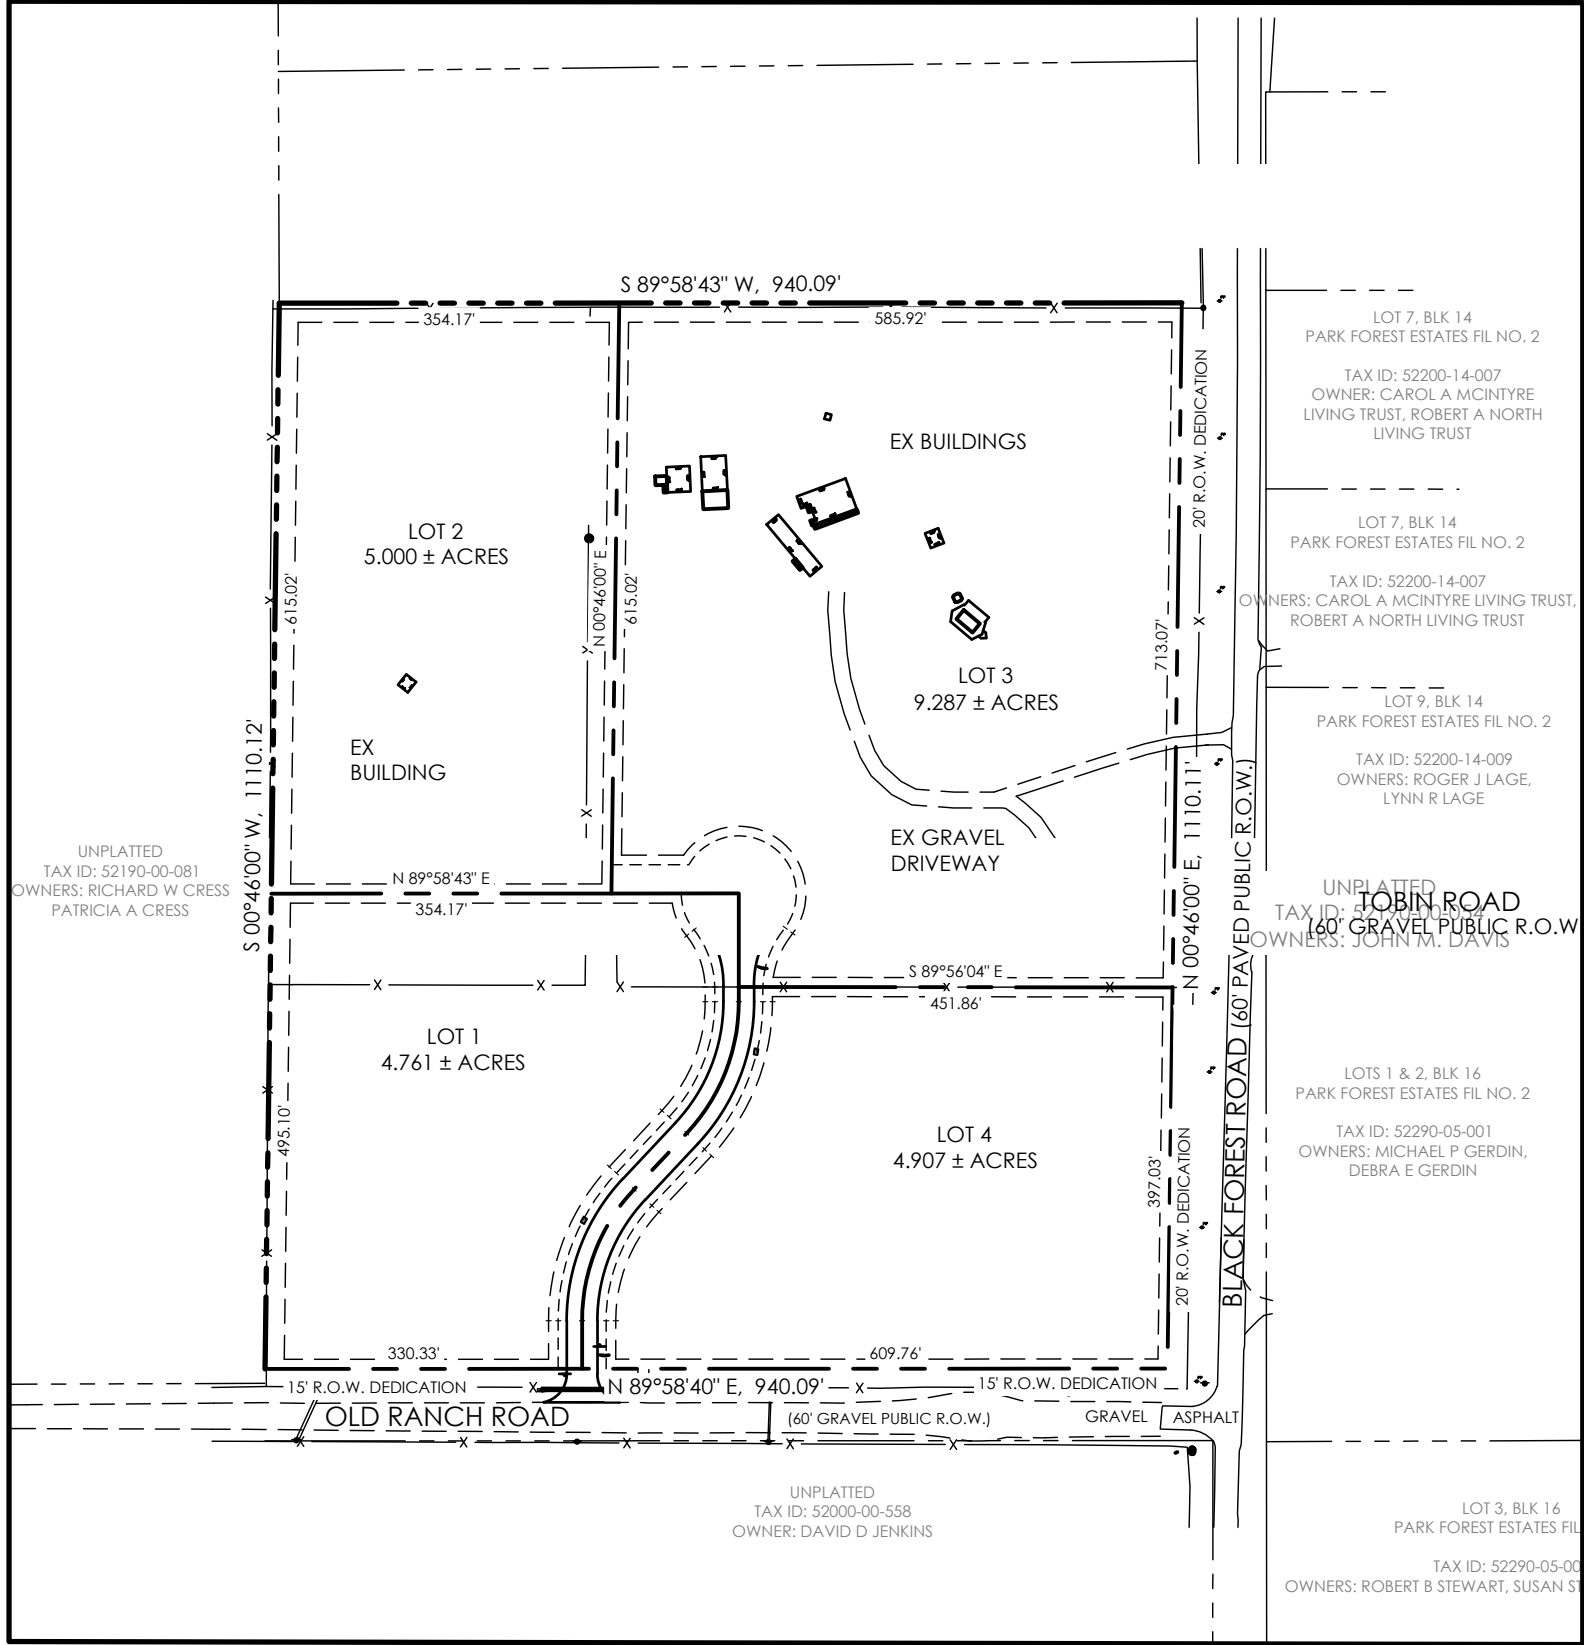 S 89°58'43" W, 940.09'
354.17'
585.92'
20' R.O.W. DEDICATION
LOT 7, BLK 14
PARK FOREST ESTATES FIL NO. 2
TAX ID: 52200-14-007
OWNER: CAROL A MCINTYRE
LIVING TRUST, ROBERT A NORTH
LIVING TRUST
EX BUILDINGS
LOT 2
5.000 ± ACRES
615.02'
N 00°46'00" E
615.02'
LOT 7, BLK 14
PARK FOREST ESTATES FIL NO. 2
TAX ID: 52200-14-007
OWNERS: CAROL A MCINTYRE LIVING TRUST,
ROBERT A NORTH LIVING TRUST
713.07'
LOT 3
9.287 ± ACRES
LOT 9, BLK 14
PARK FOREST ESTATES FIL NO. 2
TAX ID: 52200-14-009
OWNERS: ROGER J LAGE,
LYNN R LAGE
EX
BUILDING
S 00°46'00" W, 1110.12'
N 00°46'00" E, 1110.11'
BLACK FOREST ROAD (60' PAVED PUBLIC R.O.W.)
EX GRAVEL
DRIVEWAY
UNPLATTED
TAX ID: 52190-00-081
OWNERS: RICHARD W CRESS
PATRICIA A CRESS
N 89°58'43" E
354.17'
UNPLATTED
TAX ID: 52190-00-054
OWNERS: JOHN M. DAVIS
TOBIN ROAD
(60' GRAVEL PUBLIC R.O.W
S 89°56'04" E
451.86'
LOT 1
4.761 ± ACRES
495.10'
LOT 4
4.907 ± ACRES
397.03'
20' R.O.W. DEDICATION
LOTS 1 & 2, BLK 16
PARK FOREST ESTATES FIL NO. 2
TAX ID: 52290-05-001
OWNERS: MICHAEL P GERDIN,
DEBRA E GERDIN
330.33'
609.76'
15' R.O.W. DEDICATION
N 89°58'40" E, 940.09'
15' R.O.W. DEDICATION
OLD RANCH ROAD
(60' GRAVEL PUBLIC R.O.W.)
GRAVEL
ASPHALT
UNPLATTED
TAX ID: 52000-00-558
OWNER: DAVID D JENKINS
LOT 3, BLK 16
PARK FOREST ESTATES FIL
TAX ID: 52290-05-00
OWNERS: ROBERT B STEWART, SUSAN ST